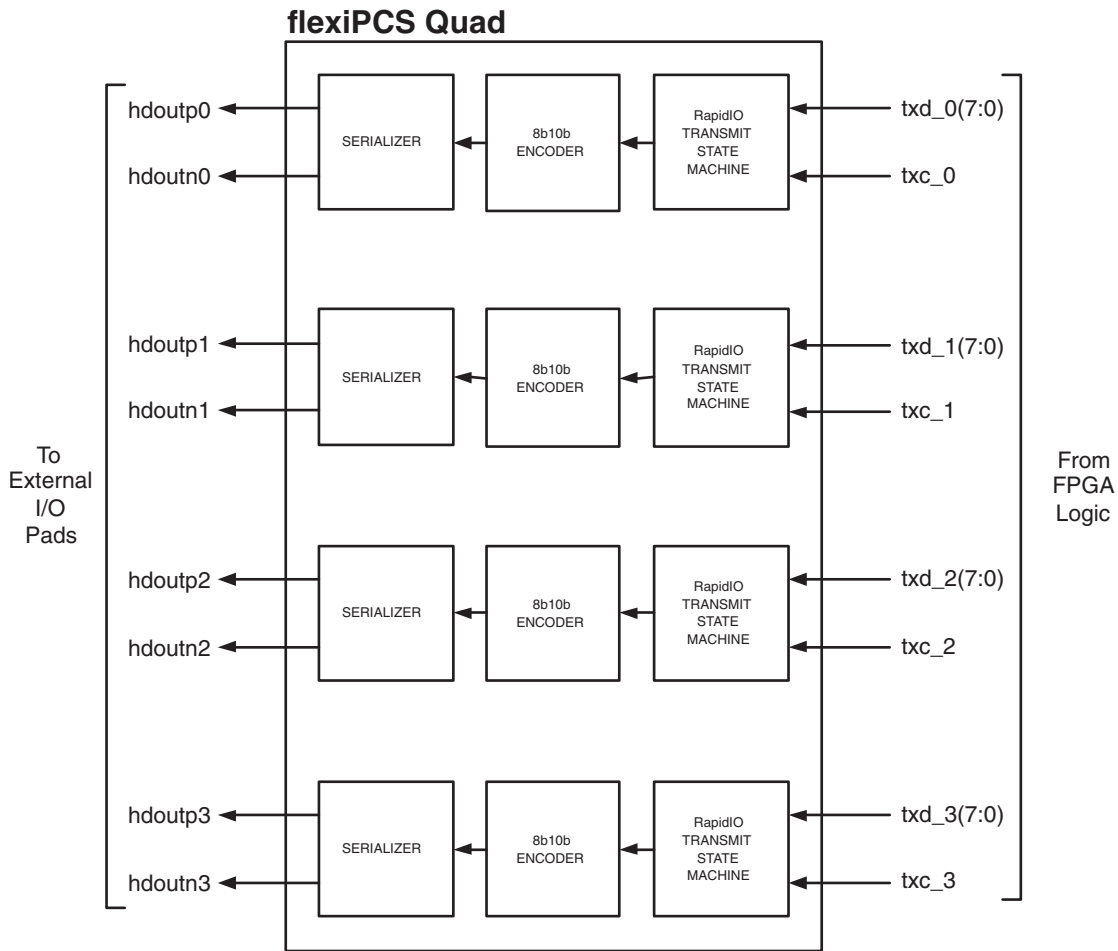 flexiPCS Quad
hdoutp0
hdoutn0
SERIALIZER
8b10b
ENCODER
RapidIO
TRANSMIT
STATE
MACHINE
txd_0(7:0)
txc_0
hdoutp1
hdoutn1
SERIALIZER
8b10b
ENCODER
RapidIO
TRANSMIT
STATE
MACHINE
txd_1(7:0)
txc_1
To
External
I/O
Pads
From
FPGA
Logic
hdoutp2
hdoutn2
SERIALIZER
8b10b
ENCODER
RapidIO
TRANSMIT
STATE
MACHINE
txd_2(7:0)
txc_2
hdoutp3
hdoutn3
SERIALIZER
8b10b
ENCODER
RapidIO
TRANSMIT
STATE
MACHINE
txd_3(7:0)
txc_3